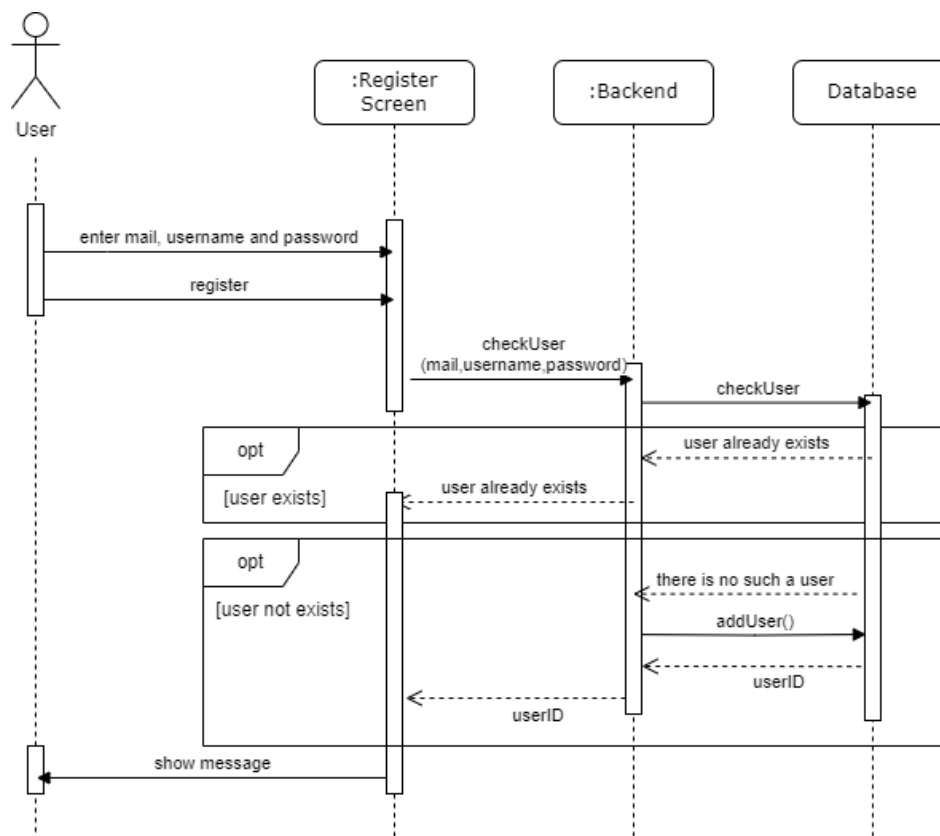 :Register
Screen
:Backend
Database
User
enter mail, username and password
register
checkUser
(mail,username,password)
checkUser
opt
user already exists
[user exists]
user already exists
opt
there is no such a user
[user not exists]
addUser()
userID
userID
show message